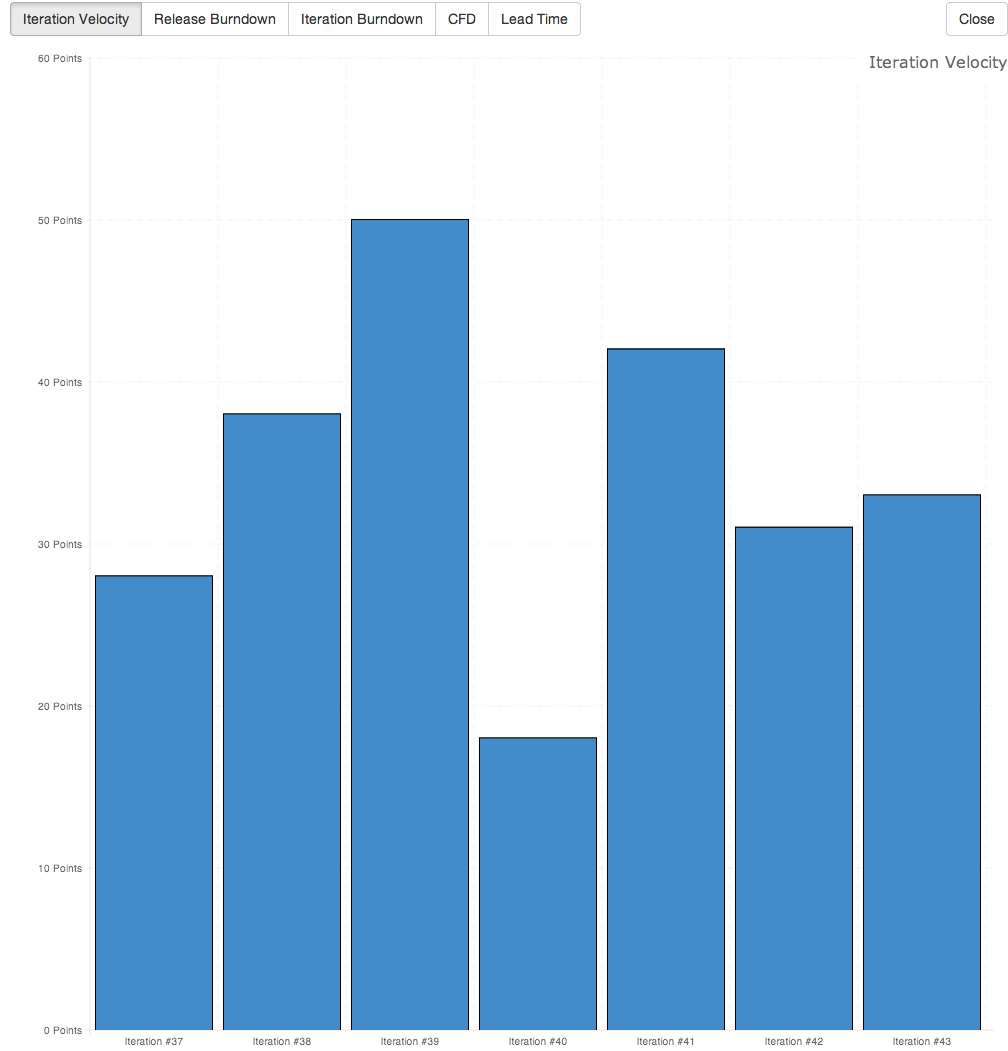 Iteration Velocity Release Burndown Iteration Burndown CFD Lead Time Close
Iteration Velocity
60 Points
50 Points
40 Points
30 Points
20 Points
10 Points
0 Points
Iteration #37 Iteration #38 Iteration #39 Iteration #40 Iteration #41 Iteration #42 Iteration #43